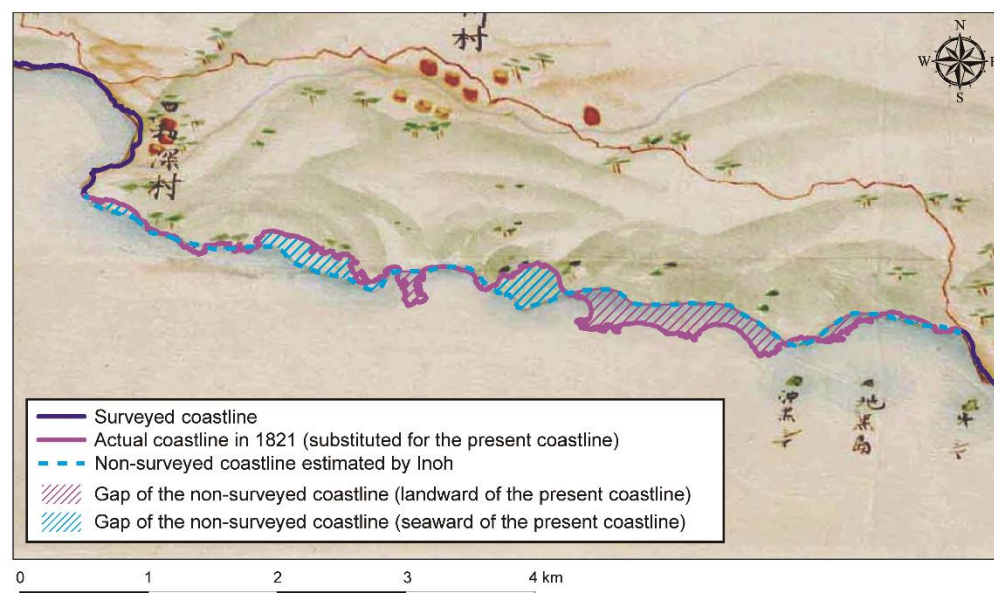 村
N
W
S
和深村
Surveyed coastline
Actual coastline in 1821 (substituted for the present coastline)
Non-surveyed coastline estimated by Inoh
Gap of the non-surveyed coastline (landward of the present coastline)
Gap of the non-surveyed coastline (seaward of the present coastline)
0 1 2 3 4 km